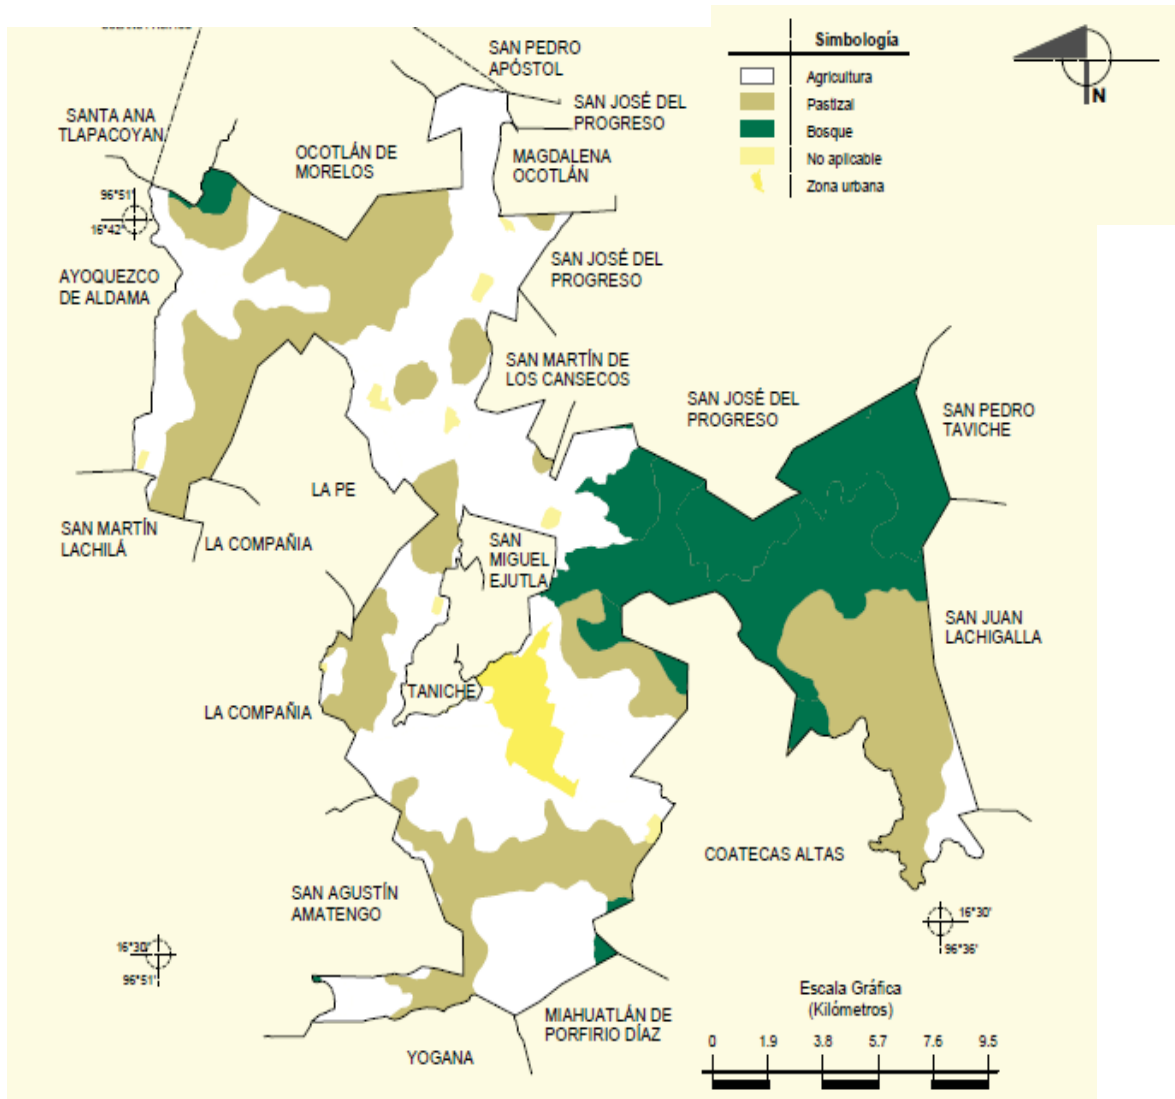 SAN PEDRO
APÓSTOL
Simbología
Agricultura
Pastizal
Bosque
No aplicable
Zona urbana
N
SAN JOSÉ DEL
PROGRESO
SANTA ANA
TLAPACOYAN
OCOTLÁN DE
MORELOS
MAGDALENA
OCOTLÁN
96°51'
16°42'
AYOQUEZCO
DE ALDAMA
SAN JOSÉ DEL
PROGRESO
SAN MARTÍN DE
LOS CANSECOS
SAN JOSÉ DEL
PROGRESO
SAN PEDRO
TAVICHE
LA PE
SAN MARTÍN
LACHILÁ
LA COMPAÑIA
SAN
MIGUEL
EJUTLA
SAN JUAN
LACHIGALLA
TANICHE
LA COMPAÑIA
COATECAS ALTAS
SAN AGUSTÍN
AMATENGO
16°30'
96°36'
16°30'
96°51'
Escala Gráfica
(Kilómetros)
0 1.9 3.8 5.7 7.6 9.5
MIAHUATLÁN DE
PORFIRIO DÍAZ
YOGANA